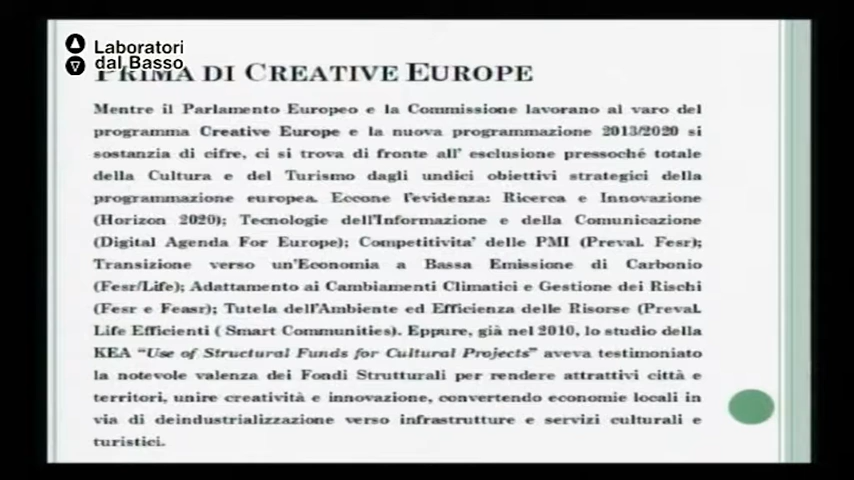 Laboratori
dal Basso
PRIMA DI CREATIVE EUROPE
Mentre il Parlamento Europeo e la Commissione lavorano al varo del
programma Creative Europe e la nuova programmazione 2013/2020 si
sostanzia di cifre, ci si trova di fronte all' esclusione pressoché totale
della Cultura e del Turismo dagli undici obiettivi strategici della
programmazione europea. Eccone l'evidenza: Ricerca e Innovazione
(Horizon 2020); Tecnologie dell'Informazione e della Comunicazione
(Digital Agenda For Europe); Competitivita' delle PMI (Preval. Fesr);
Transizione verso un'Economia a Bassa Emissione di Carbonio
(Fesr/Life); Adattamento ai Cambiamenti Climatici e Gestione dei Rischi
(Fesr e Feasr); Tutela dell'Ambiente ed Efficienza delle Risorse (Preval.
Life Efficienti ( Smart Communities). Eppure, già nel 2010, lo studio della
KEA "Use of Structural Funds for Cultural Projects" aveva testimoniato
la notevole valenza dei Fondi Strutturali per rendere attrattivi città e
territori, unire creatività e innovazione, convertendo economie locali in
via di deindustrializzazione verso infrastrutture e servizi culturali e
turistici.